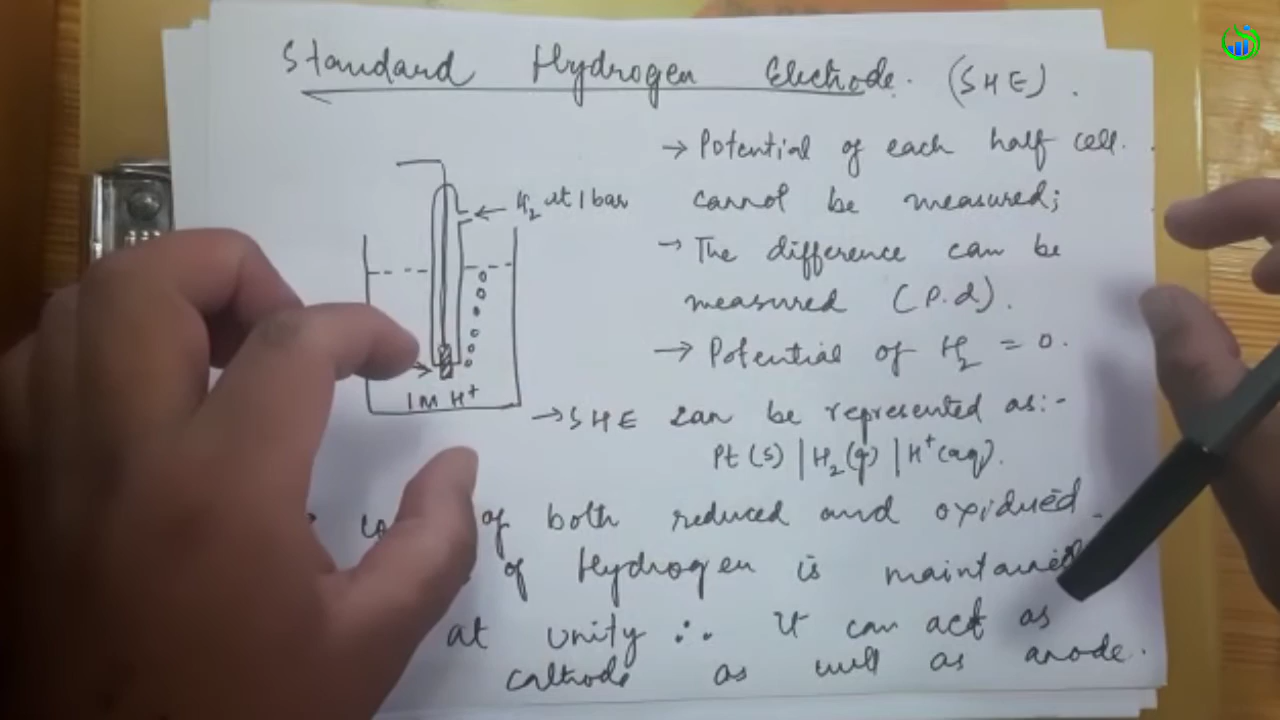 Standard Hydrogen Electrode. (SHE).
→ Potential of each half cell.
cannot be measured;
H2 at 1 bar
→ The difference can be
measured (P.d).
→ Potential of H2 = 0.
1M H+
→ SHE can be represented as:-
Pt (s) | H2(g) | H+(aq).
of both reduced and oxidued
of Hydrogen is maintained
at unity ∴ it can act as
calthode as well as anode.